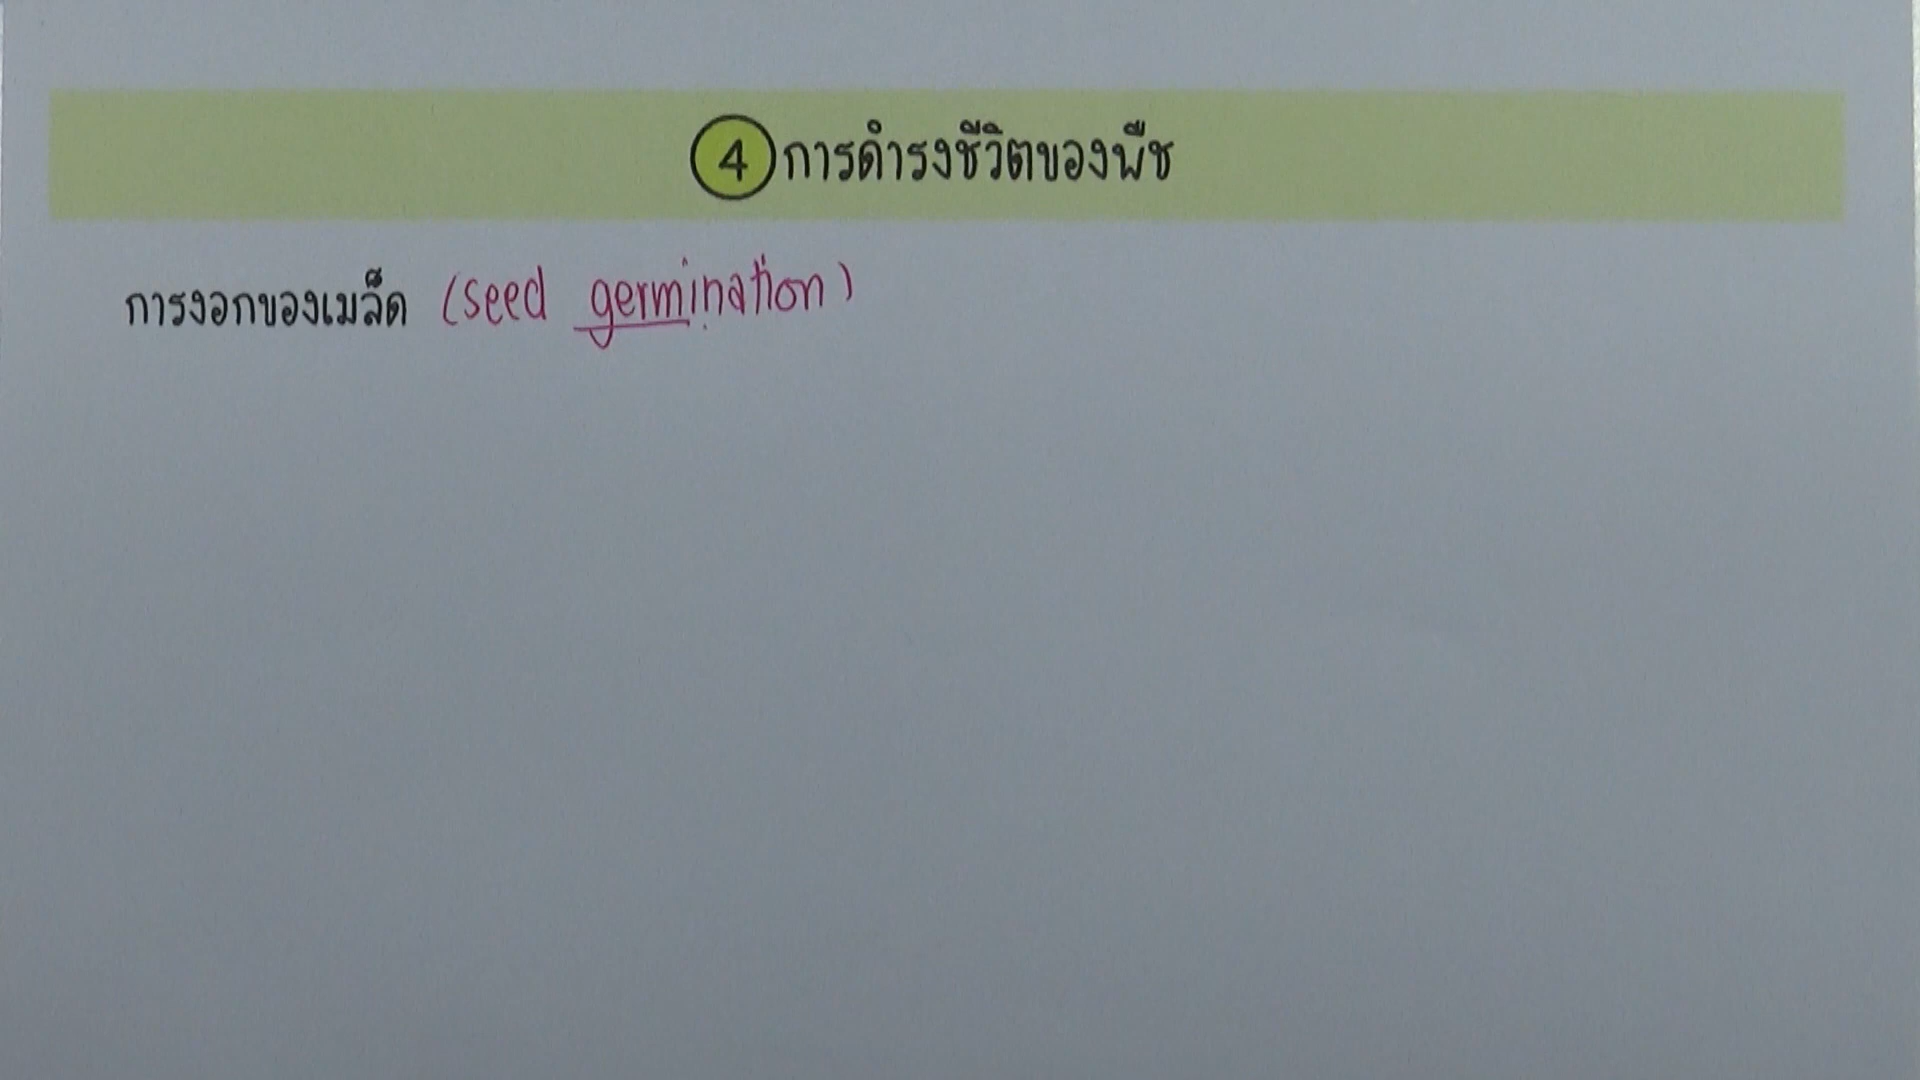 4 การดำรงชีวิตของพืช
การงอกของเมล็ด (seed germination)